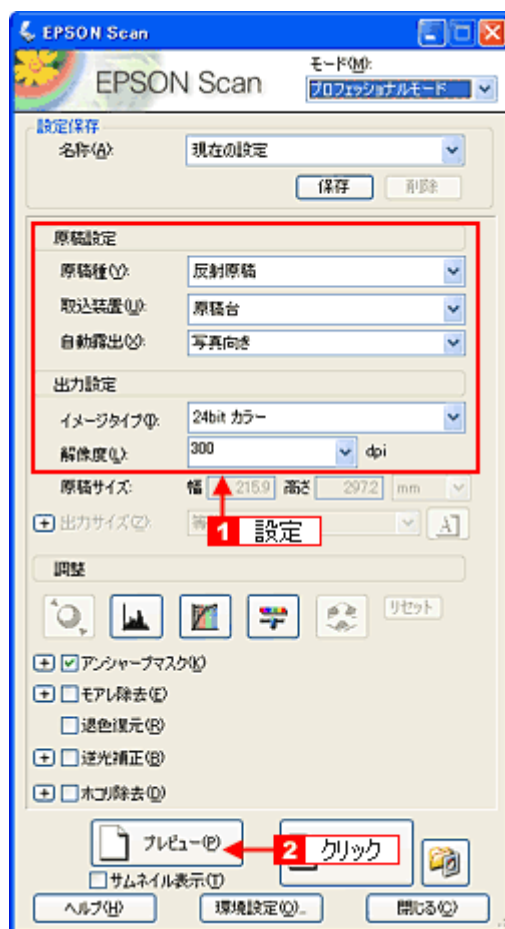 EPSON Scan
EPSON Scan
モード(M):
プロフェッショナルモード
設定保存
名称(A):
現在の設定
保存
削除
原稿設定
原稿種(Y):
反射原稿
取込装置(U):
原稿台
自動露出(X):
写真向き
出力設定
イメージタイプ(I):
24bit カラー
解像度(L):
300
dpi
原稿サイズ:
幅 215.9 高さ 297.2 mm
出力サイズ(Z):
1 設定
調整
リセット
アンシャープマスク(K)
モアレ除去(E)
退色復元(R)
逆光補正(B)
ホコリ除去(D)
プレビュー(P)
2 クリック
サムネイル表示(T)
ヘルプ(H)
環境設定(O)...
閉じる(C)